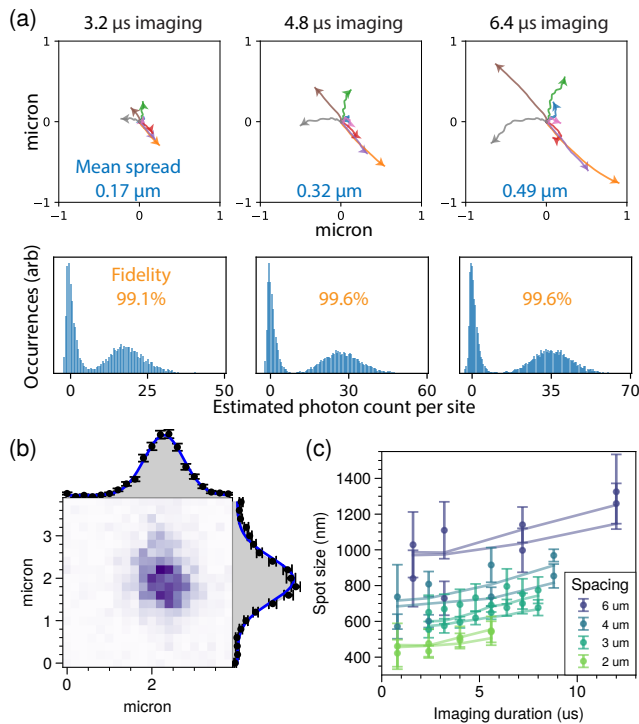 (a)
3.2 μs imaging 4.8 μs imaging 6.4 μs imaging
1 1 1
micron
0 0 0
Mean spread
0.17 μm 0.32 μm 0.49 μm
−1 −1 −1
−1 0 1 −1 0 1 −1 0 1
micron
Occurrences (arb)
Fidelity
99.1% 99.6% 99.6%
0 25 50 0 30 60 0 35 70
Estimated photon count per site
(b)
micron
3
2
1
0
0 2
micron
(c)
Spot size (nm)
1400
1200
1000
800
600
400
Spacing
6 um
4 um
3 um
2 um
0 5 10
Imaging duration (us)